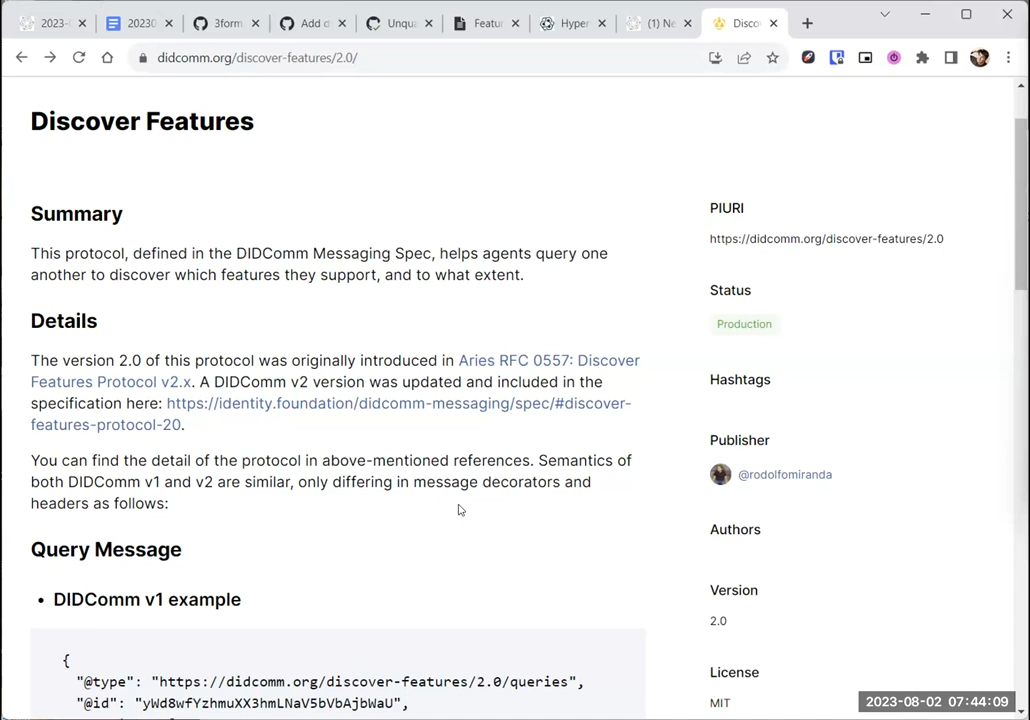 2023-
20230
3form
Add d
Unqua
Featur
Hyper
(1) Ne
Disco
didcomm.org/discover-features/2.0/
Discover Features
Summary
This protocol, defined in the DIDComm Messaging Spec, helps agents query one
another to discover which features they support, and to what extent.
Details
The version 2.0 of this protocol was originally introduced in Aries RFC 0557: Discover
Features Protocol v2.x. A DIDComm v2 version was updated and included in the
specification here: https://identity.foundation/didcomm-messaging/spec/#discover-
features-protocol-20.
You can find the detail of the protocol in above-mentioned references. Semantics of
both DIDComm v1 and v2 are similar, only differing in message decorators and
headers as follows:
Query Message
• DIDComm v1 example
{
"@type": "https://didcomm.org/discover-features/2.0/queries",
"@id": "yWd8wfYzhmuXX3hmLNaV5bVbAjbWaU",
PIURI
https://didcomm.org/discover-features/2.0
Status
Production
Hashtags
Publisher
@rodolfomiranda
Authors
Version
2.0
License
MIT
2023-08-02 07:44:09